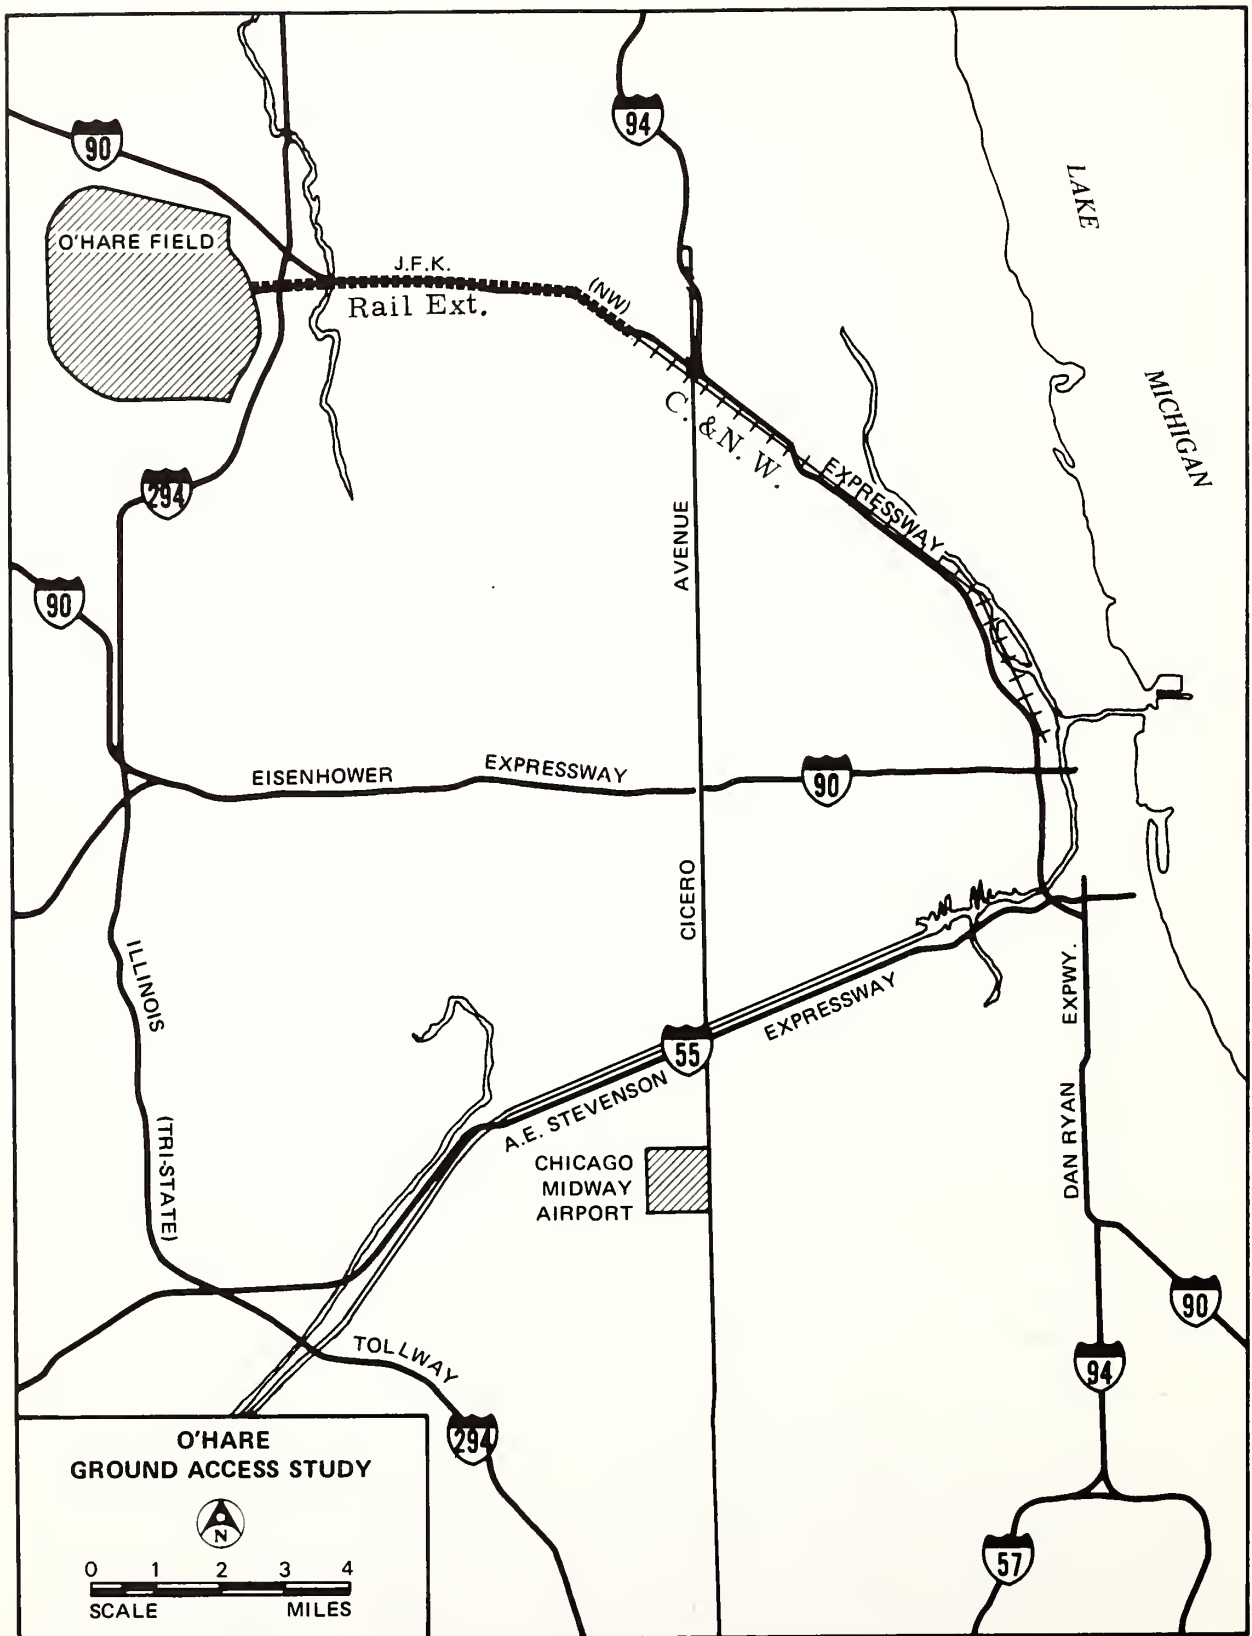 94
90
LAKE
O'HARE FIELD
J.F.K.
(NW)
Rail Ext.
MICHIGAN
C. & N. W.
EXPRESSWAY
294
AVENUE
90
EISENHOWER
EXPRESSWAY
90
CICERO
ILLINOIS
EXPWY.
EXPRESSWAY
55
A.E. STEVENSON
DAN RYAN
(TRI-STATE)
CHICAGO
MIDWAY
AIRPORT
90
TOLLWAY
94
294
57
O'HARE
GROUND ACCESS STUDY
N
0 1 2 3 4
SCALE MILES